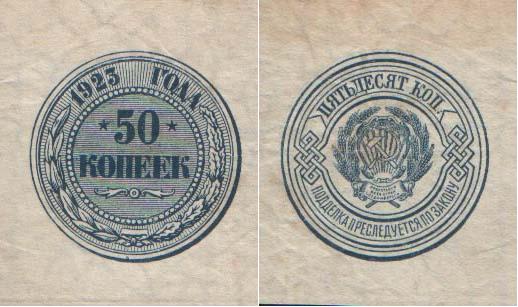 1923 ГОДА
50
КОПЕЕК
ПЯТЬДЕСЯТ КОП.
ПОДДЕЛКА ПРЕСЛЕДУЕТСЯ ПО ЗАКОНУ